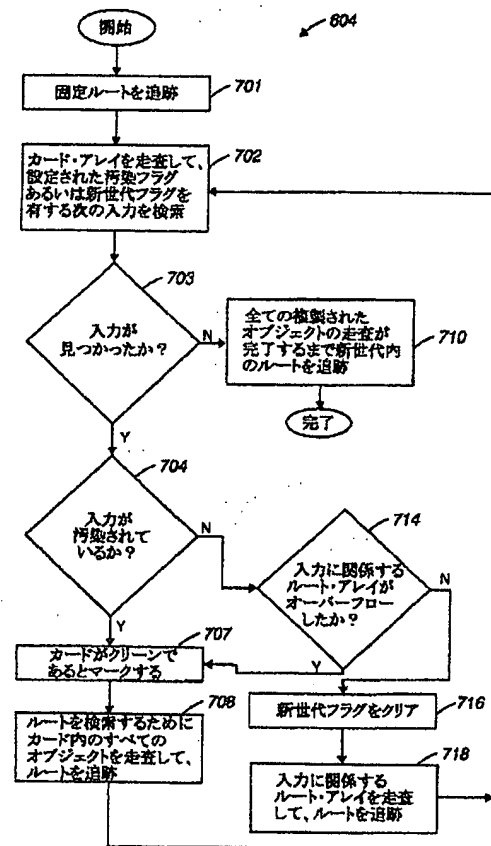 開始
604
固定ルートを追跡
701
カード・アレイを走査して、
設定された汚染フラグ
あるいは新世代フラグを
有する次の入力を検索
702
703
入力が
見つかったか?
N
Y
全ての複製された
オブジェクトの走査が
完了するまで新世代内
のルートを追跡
710
完了
704
入力が
汚染されて
いるか?
N
Y
714
入力に関係する
ルート・アレイが
オーバーフロー
したか?
N
Y
707
カードがクリーンで
あるとマークする
708
ルートを検索するために
カード内のすべての
オブジェクトを走査して、
ルートを追跡
新世代フラグをクリア
716
718
入力に関係する
ルート・アレイを走査
して、ルートを追跡